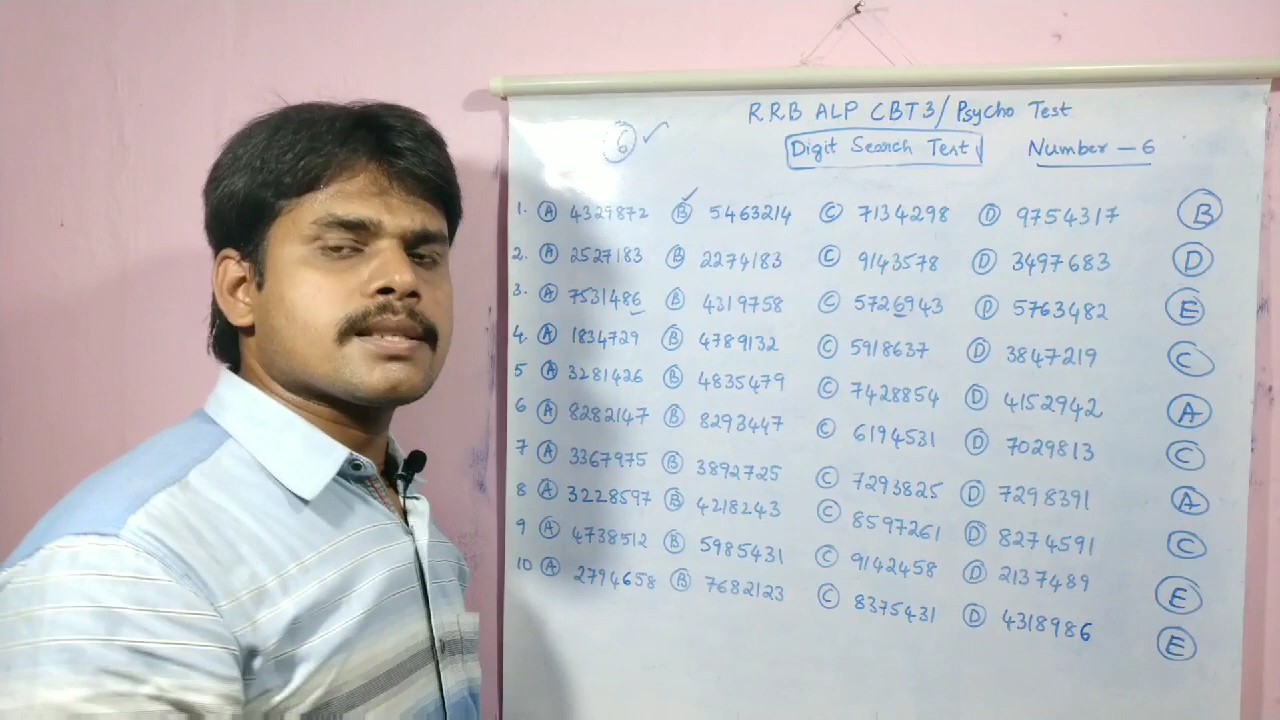 RRB ALP CBT3/Psycho Test
6 Digit Search Test Number - 6
1. A 4329872 B 5463214 C 7134298 D 9754317 B
2. A 2527183 B 2274183 C 9143578 D 3497683 D
3. A 7531486 B 4319758 C 5726943 D 5763482 E
4. A 1834729 B 4789132 C 5918637 D 3847219 C
5 A 3281426 B 4835479 C 7428854 D 4152942 A
6 A 8282147 B 8293447 C 6194531 D 7029813 C
7 A 3367975 B 3892725 C 7293825 D 7298391 A
8 A 3228597 B 4218243 C 8597261 D 8274591 C
9 A 4738512 B 5985431 C 9142458 D 2137489 E
10 A 2794658 B 7682123 C 8375431 D 4318986 E